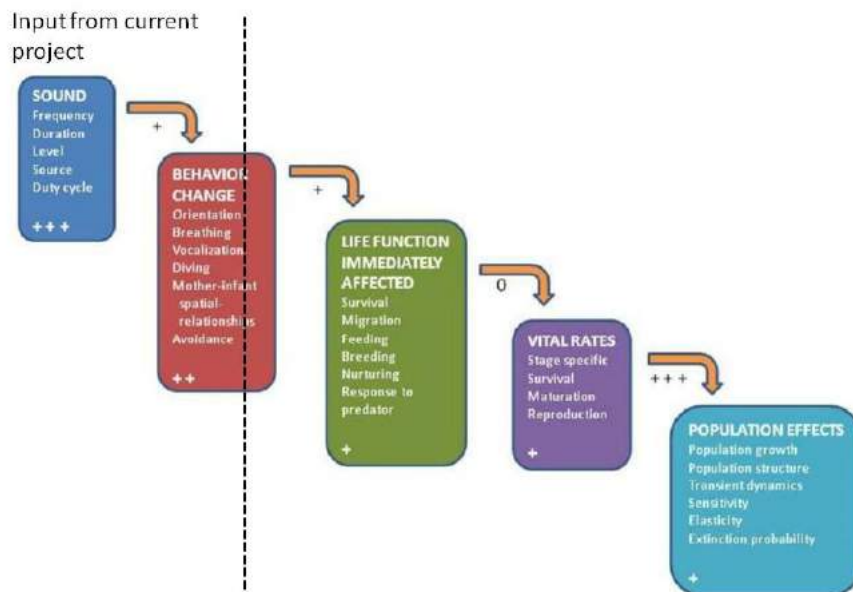 Input from current
project
SOUND
Frequency
Duration
Level
Source
Duty cycle
+ + +
+
BEHAVIOR
CHANGE
Orientation
Breathing
Vocalization
Diving
Mother-infant
spatial-
relationships
Avoidance
+ +
+
LIFE FUNCTION
IMMEDIATELY
AFFECTED
Survival
Migration
Feeding
Breeding
Nurturing
Response to
predator
+
0
VITAL RATES
Stage specific
Survival
Maturation
Reproduction
+
+ + +
POPULATION EFFECTS
Population growth
Population structure
Transient dynamics
Sensitivity
Elasticity
Extinction probability
+